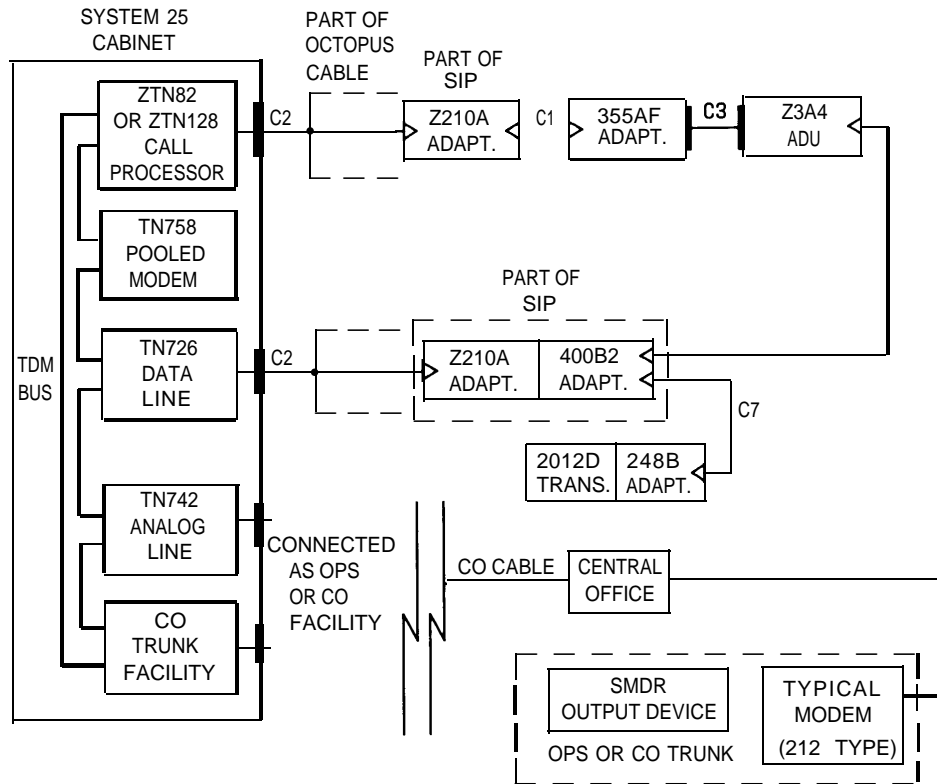 SYSTEM 25
CABINET
PART OF
OCTOPUS
CABLE
PART OF
SIP
ZTN82
OR ZTN128
CALL
PROCESSOR
C2
Z210A
ADAPT.
C1
355AF
ADAPT.
C3
Z3A4
ADU
TN758
POOLED
MODEM
PART OF
SIP
TDM
BUS
TN726
DATA
LINE
C2
Z210A
ADAPT.
400B2
ADAPT.
C7
2012D
TRANS.
248B
ADAPT.
TN742
ANALOG
LINE
CONNECTED
AS OPS
OR CO
FACILITY
CO CABLE
CENTRAL
OFFICE
CO
TRUNK
FACILITY
SMDR
OUTPUT DEVICE
OPS OR CO TRUNK
TYPICAL
MODEM
(212 TYPE)